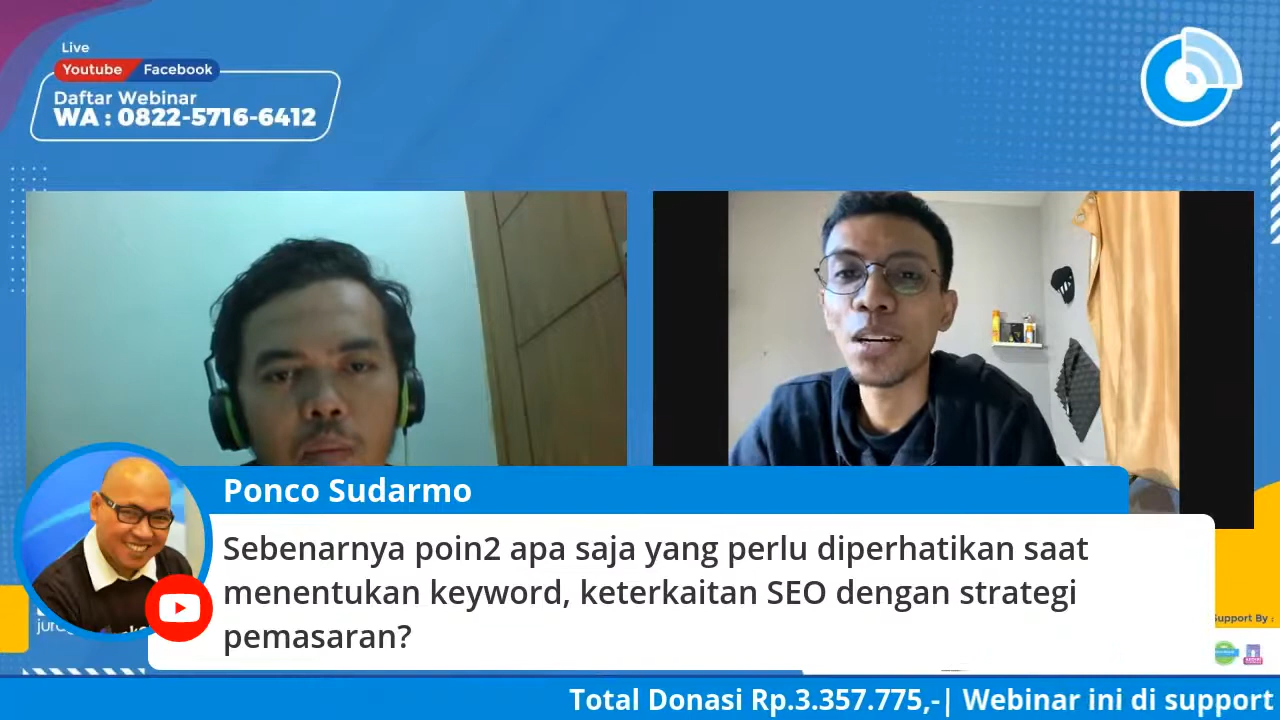 Live
Youtube Facebook
Daftar Webinar
WA : 0822-5716-6412
Ponco Sudarmo
Sebenarnya poin2 apa saja yang perlu diperhatikan saat
menentukan keyword, keterkaitan SEO dengan strategi
pemasaran?
Support By :
Total Donasi Rp.3.357.775,-| Webinar ini di support